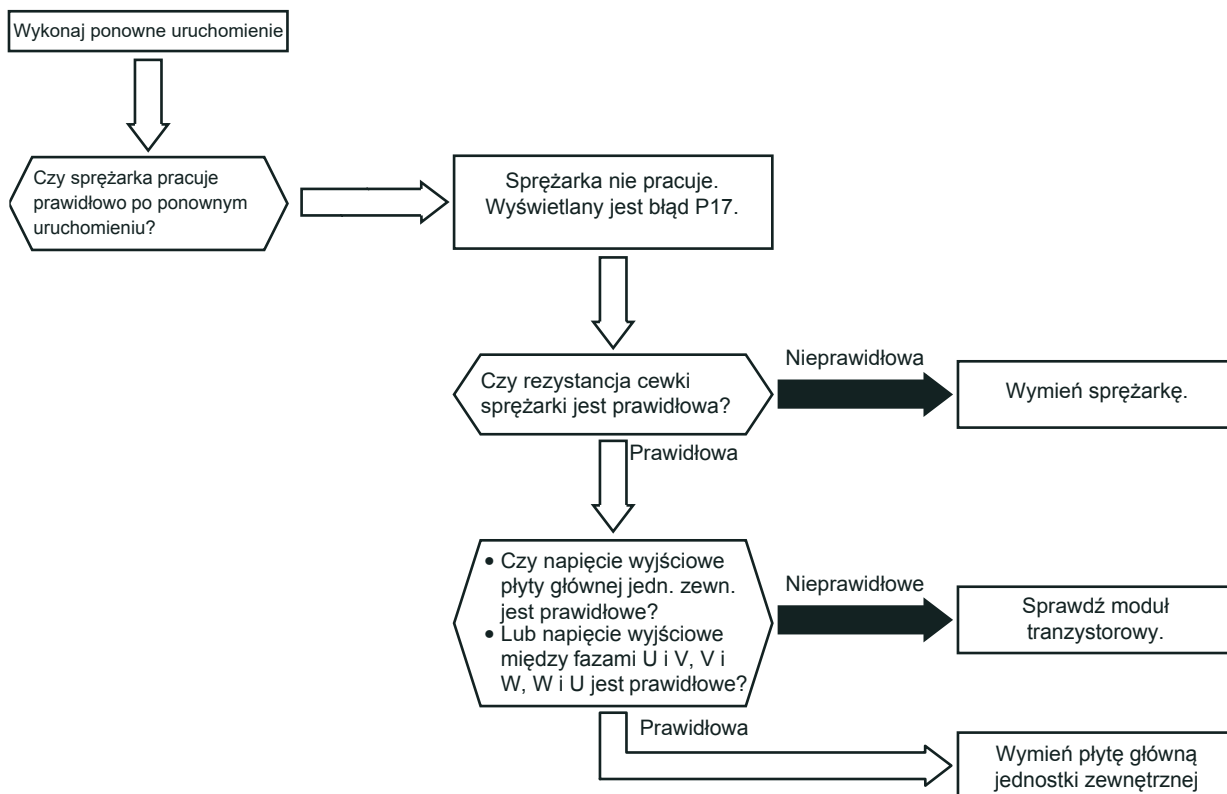 Wykonaj ponowne uruchomienie
Czy sprężarka pracuje
prawidłowo po ponownym
uruchomieniu?
Sprężarka nie pracuje.
Wyświetlany jest błąd P17.
Czy rezystancja cewki
sprężarki jest prawidłowa?
Nieprawidłowa
Wymień sprężarkę.
Prawidłowa
• Czy napięcie wyjściowe
płyty głównej jedn. zewn.
jest prawidłowe?
• Lub napięcie wyjściowe
między fazami U i V, V i
W, W i U jest prawidłowe?
Nieprawidłowe
Sprawdź moduł
tranzystorowy.
Prawidłowa
Wymień płytę główną
jednostki zewnętrznej